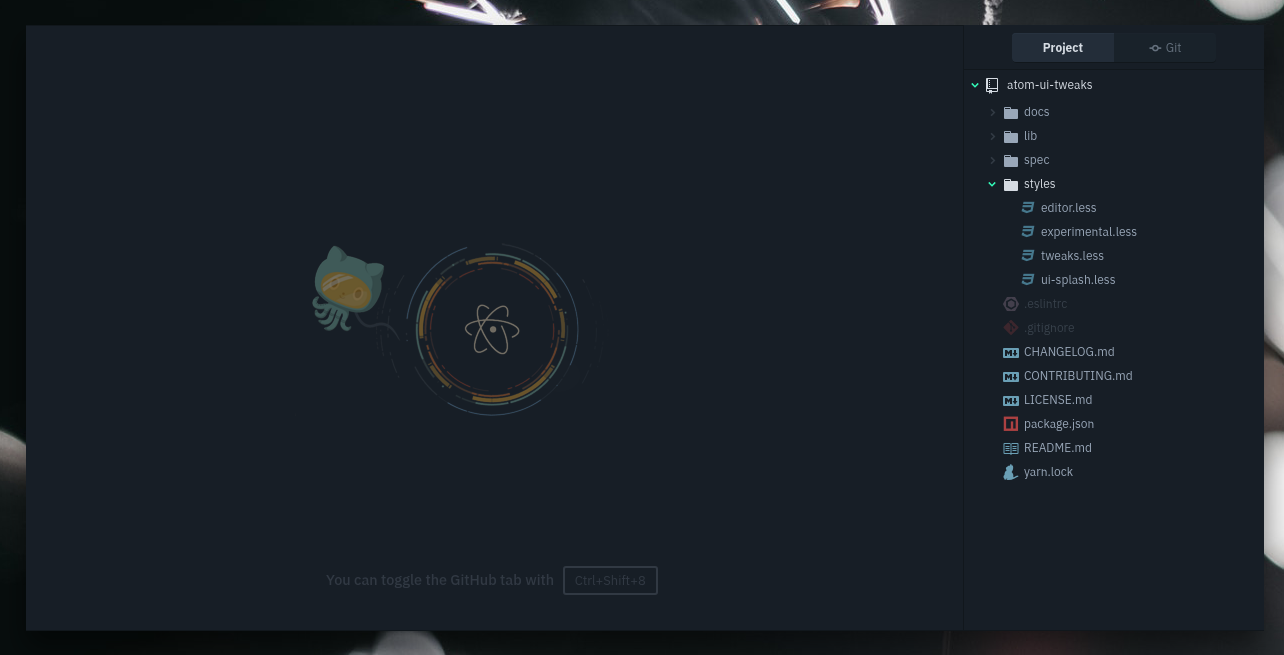 Project
Git
atom-ui-tweaks
docs
lib
spec
styles
editor.less
experimental.less
tweaks.less
ui-splash.less
.eslintrc
.gitignore
CHANGELOG.md
CONTRIBUTING.md
LICENSE.md
package.json
README.md
yarn.lock
You can toggle the GitHub tab with Ctrl+Shift+8